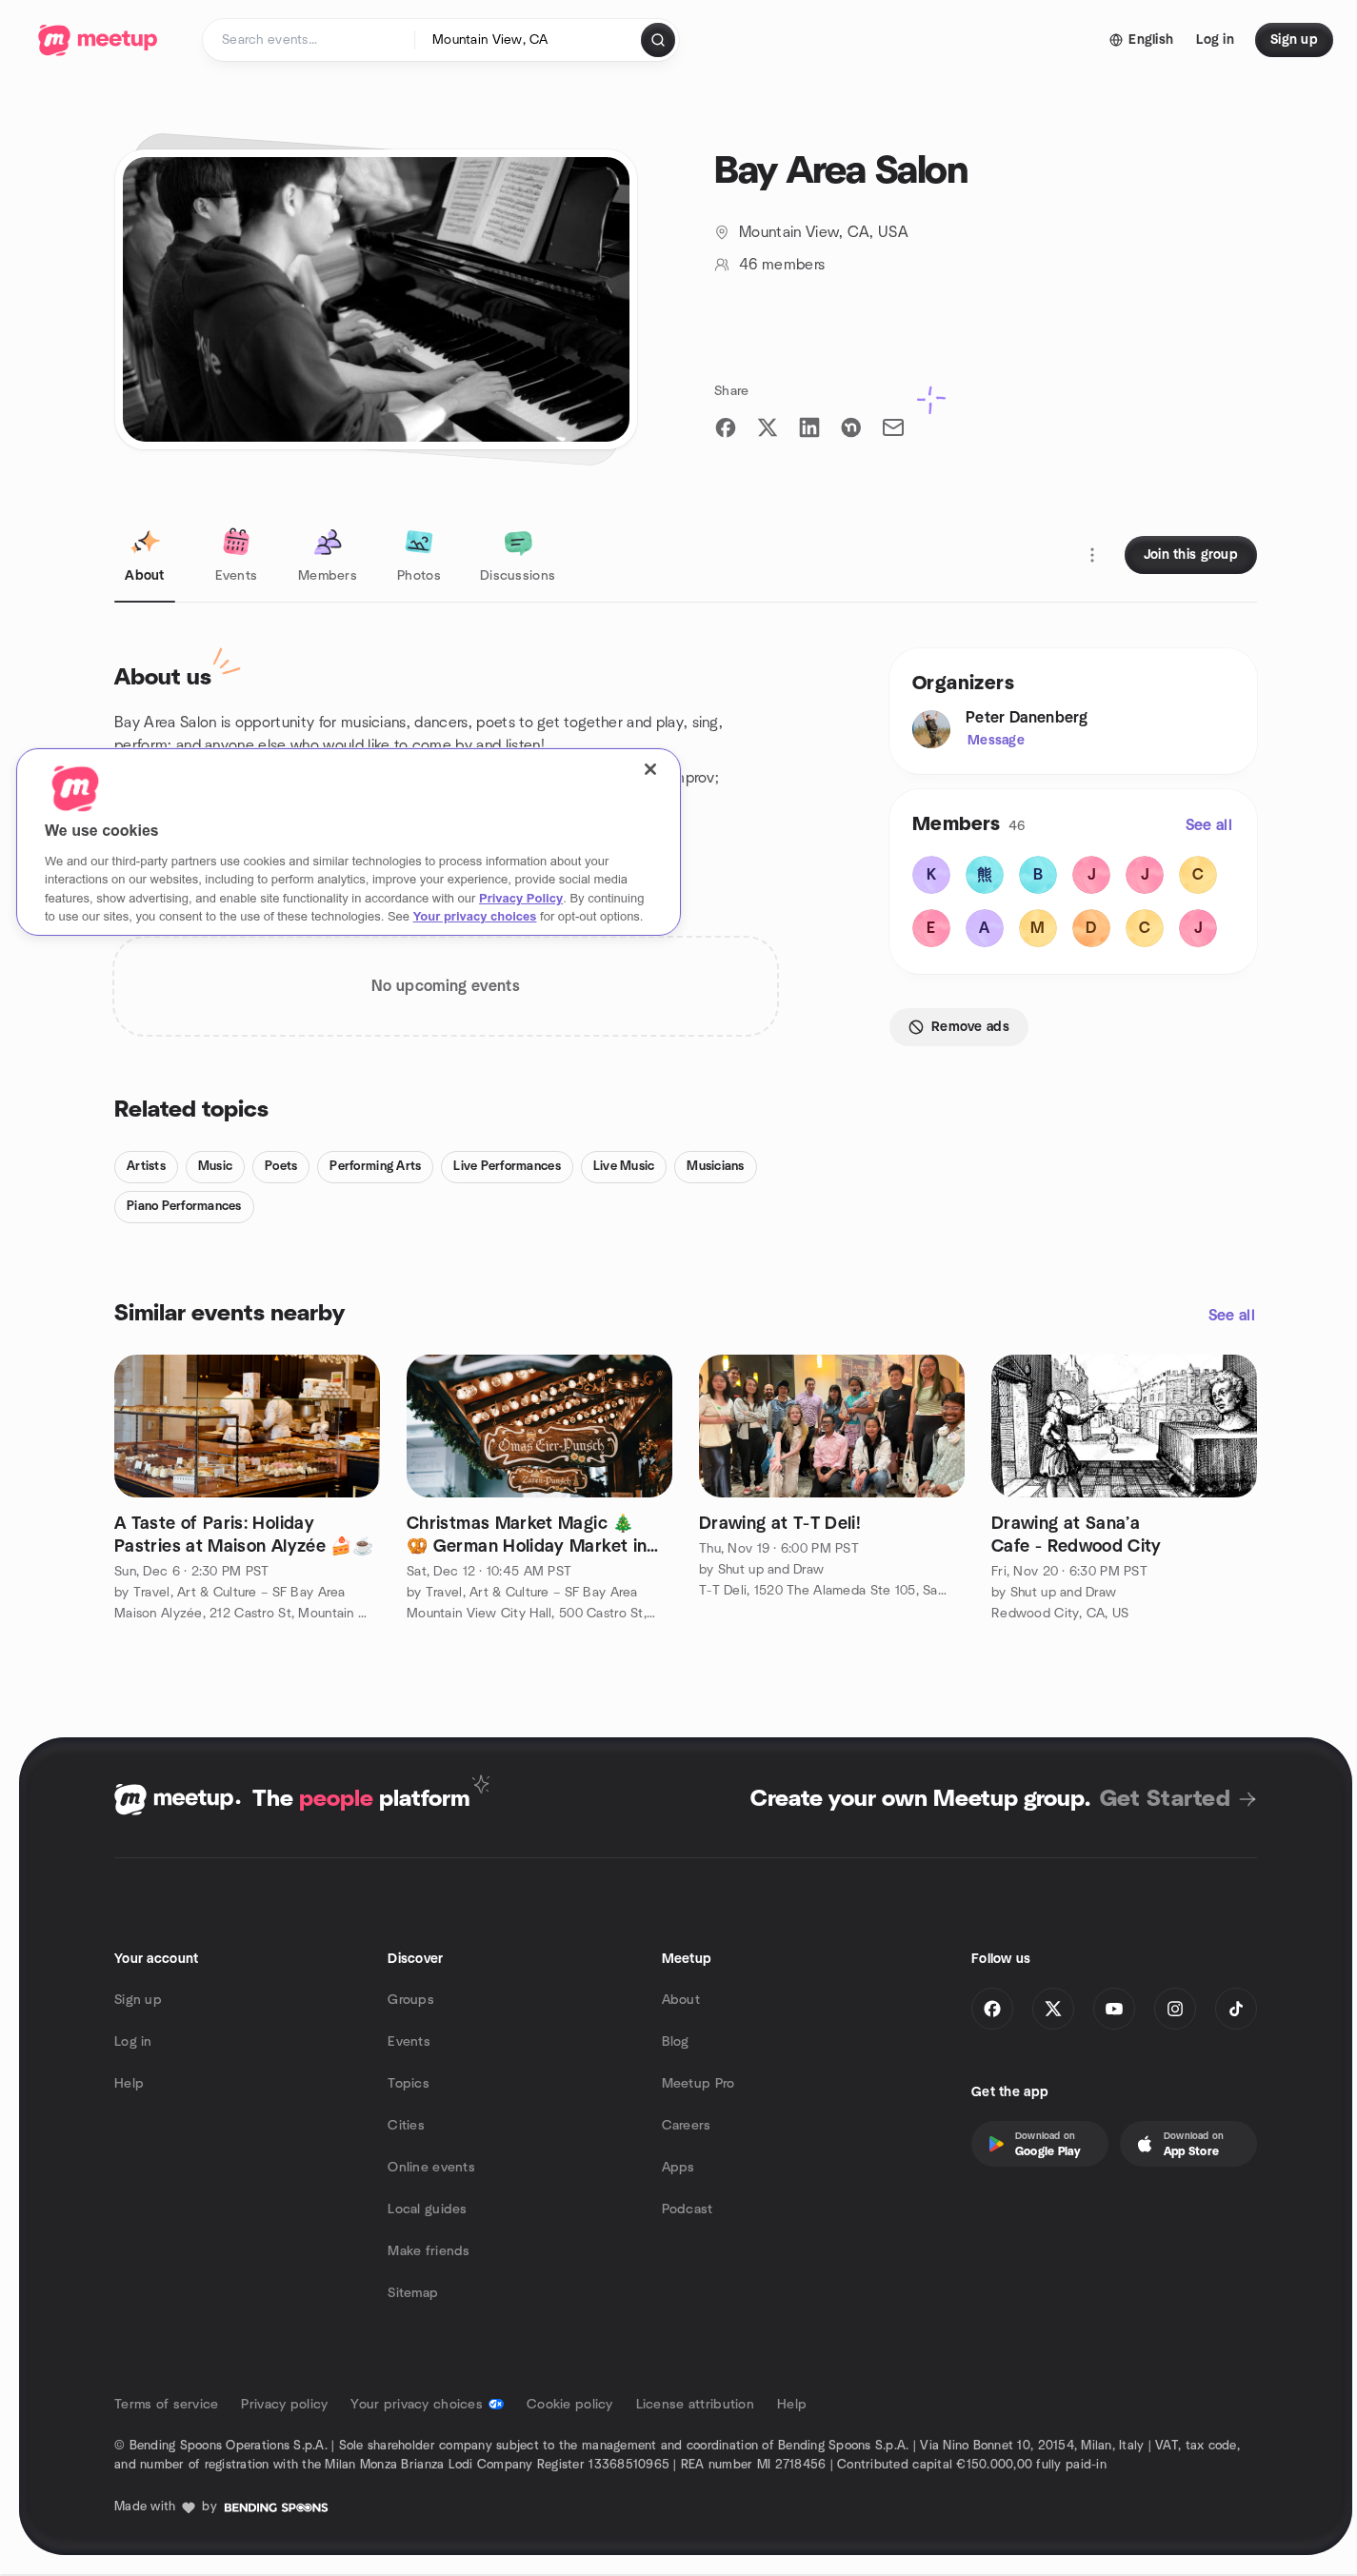 meetup
Search events...
Mountain View, CA
English
Log in
Sign up
Bay Area Salon
Mountain View, CA, USA
46 members
Share
About
Events
Members
Photos
Discussions
Join this group
About us
Bay Area Salon is opportunity for musicians, dancers, poets to get together and play, sing,
perform; and anyone else who would like to come by and listen!
We use cookies
We and our third-party partners use cookies and similar technologies to process information about your
interactions on our websites, including to perform analytics, improve your experience, provide social media
features, show advertising, and enable site functionality in accordance with our Privacy Policy. By continuing
to use our sites, you consent to the use of these technologies. See Your privacy choices for opt-out options.
No upcoming events
Organizers
Peter Danenberg
Message
Members 46
See all
K 熊 B J J C
E A M D C J
Remove ads
Related topics
Artists
Music
Poets
Performing Arts
Live Performances
Live Music
Musicians
Piano Performances
Similar events nearby
See all
Omas Eier-Punsch
A Taste of Paris: Holiday
Pastries at Maison Alyzée 🍰☕
Sun, Dec 6 · 2:30 PM PST
by Travel, Art & Culture – SF Bay Area
Maison Alyzée, 212 Castro St, Mountain ...
Christmas Market Magic 🎄
🥨 German Holiday Market in...
Sat, Dec 12 · 10:45 AM PST
by Travel, Art & Culture – SF Bay Area
Mountain View City Hall, 500 Castro St,...
Drawing at T-T Deli!
Thu, Nov 19 · 6:00 PM PST
by Shut up and Draw
T-T Deli, 1520 The Alameda Ste 105, Sa...
Drawing at Sana’a
Cafe - Redwood City
Fri, Nov 20 · 6:30 PM PST
by Shut up and Draw
Redwood City, CA, US
meetup. The people platform
Create your own Meetup group. Get Started
Your account
Sign up
Log in
Help
Discover
Groups
Events
Topics
Cities
Online events
Local guides
Make friends
Sitemap
Meetup
About
Blog
Meetup Pro
Careers
Apps
Podcast
Follow us
Get the app
Download on
Google Play
Download on
App Store
Terms of service
Privacy policy
Your privacy choices
Cookie policy
License attribution
Help
© Bending Spoons Operations S.p.A. | Sole shareholder company subject to the management and coordination of Bending Spoons S.p.A. | Via Nino Bonnet 10, 20154, Milan, Italy | VAT, tax code,
and number of registration with the Milan Monza Brianza Lodi Company Register 13368510965 | REA number MI 2718456 | Contributed capital €150.000,00 fully paid-in
Made with ♥ by BENDING SPOONS